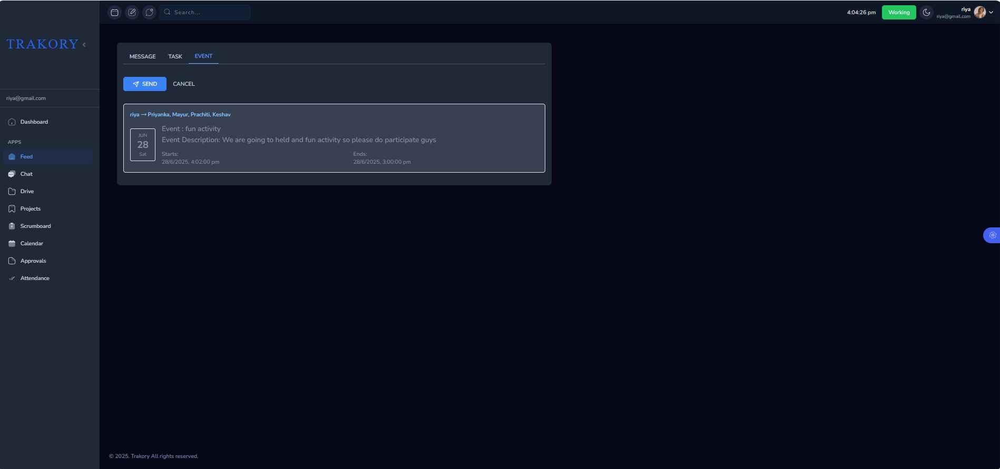 Search...
4:04:26 pm
Working
riya
riya@gmail.com
TRAKORY
riya@gmail.com
Dashboard
APPS
Feed
Chat
Drive
Projects
Scrumboard
Calendar
Approvals
Attendance
MESSAGE TASK EVENT
SEND CANCEL
riya → Priyanka, Mayur, Prachiti, Keshav
JUN
28
Sat
Event : fun activity
Event Description: We are going to held and fun activity so please do participate guys
Starts:
28/6/2025, 4:02:00 pm
Ends:
28/6/2025, 3:00:00 pm
© 2025. Trakory All rights reserved.